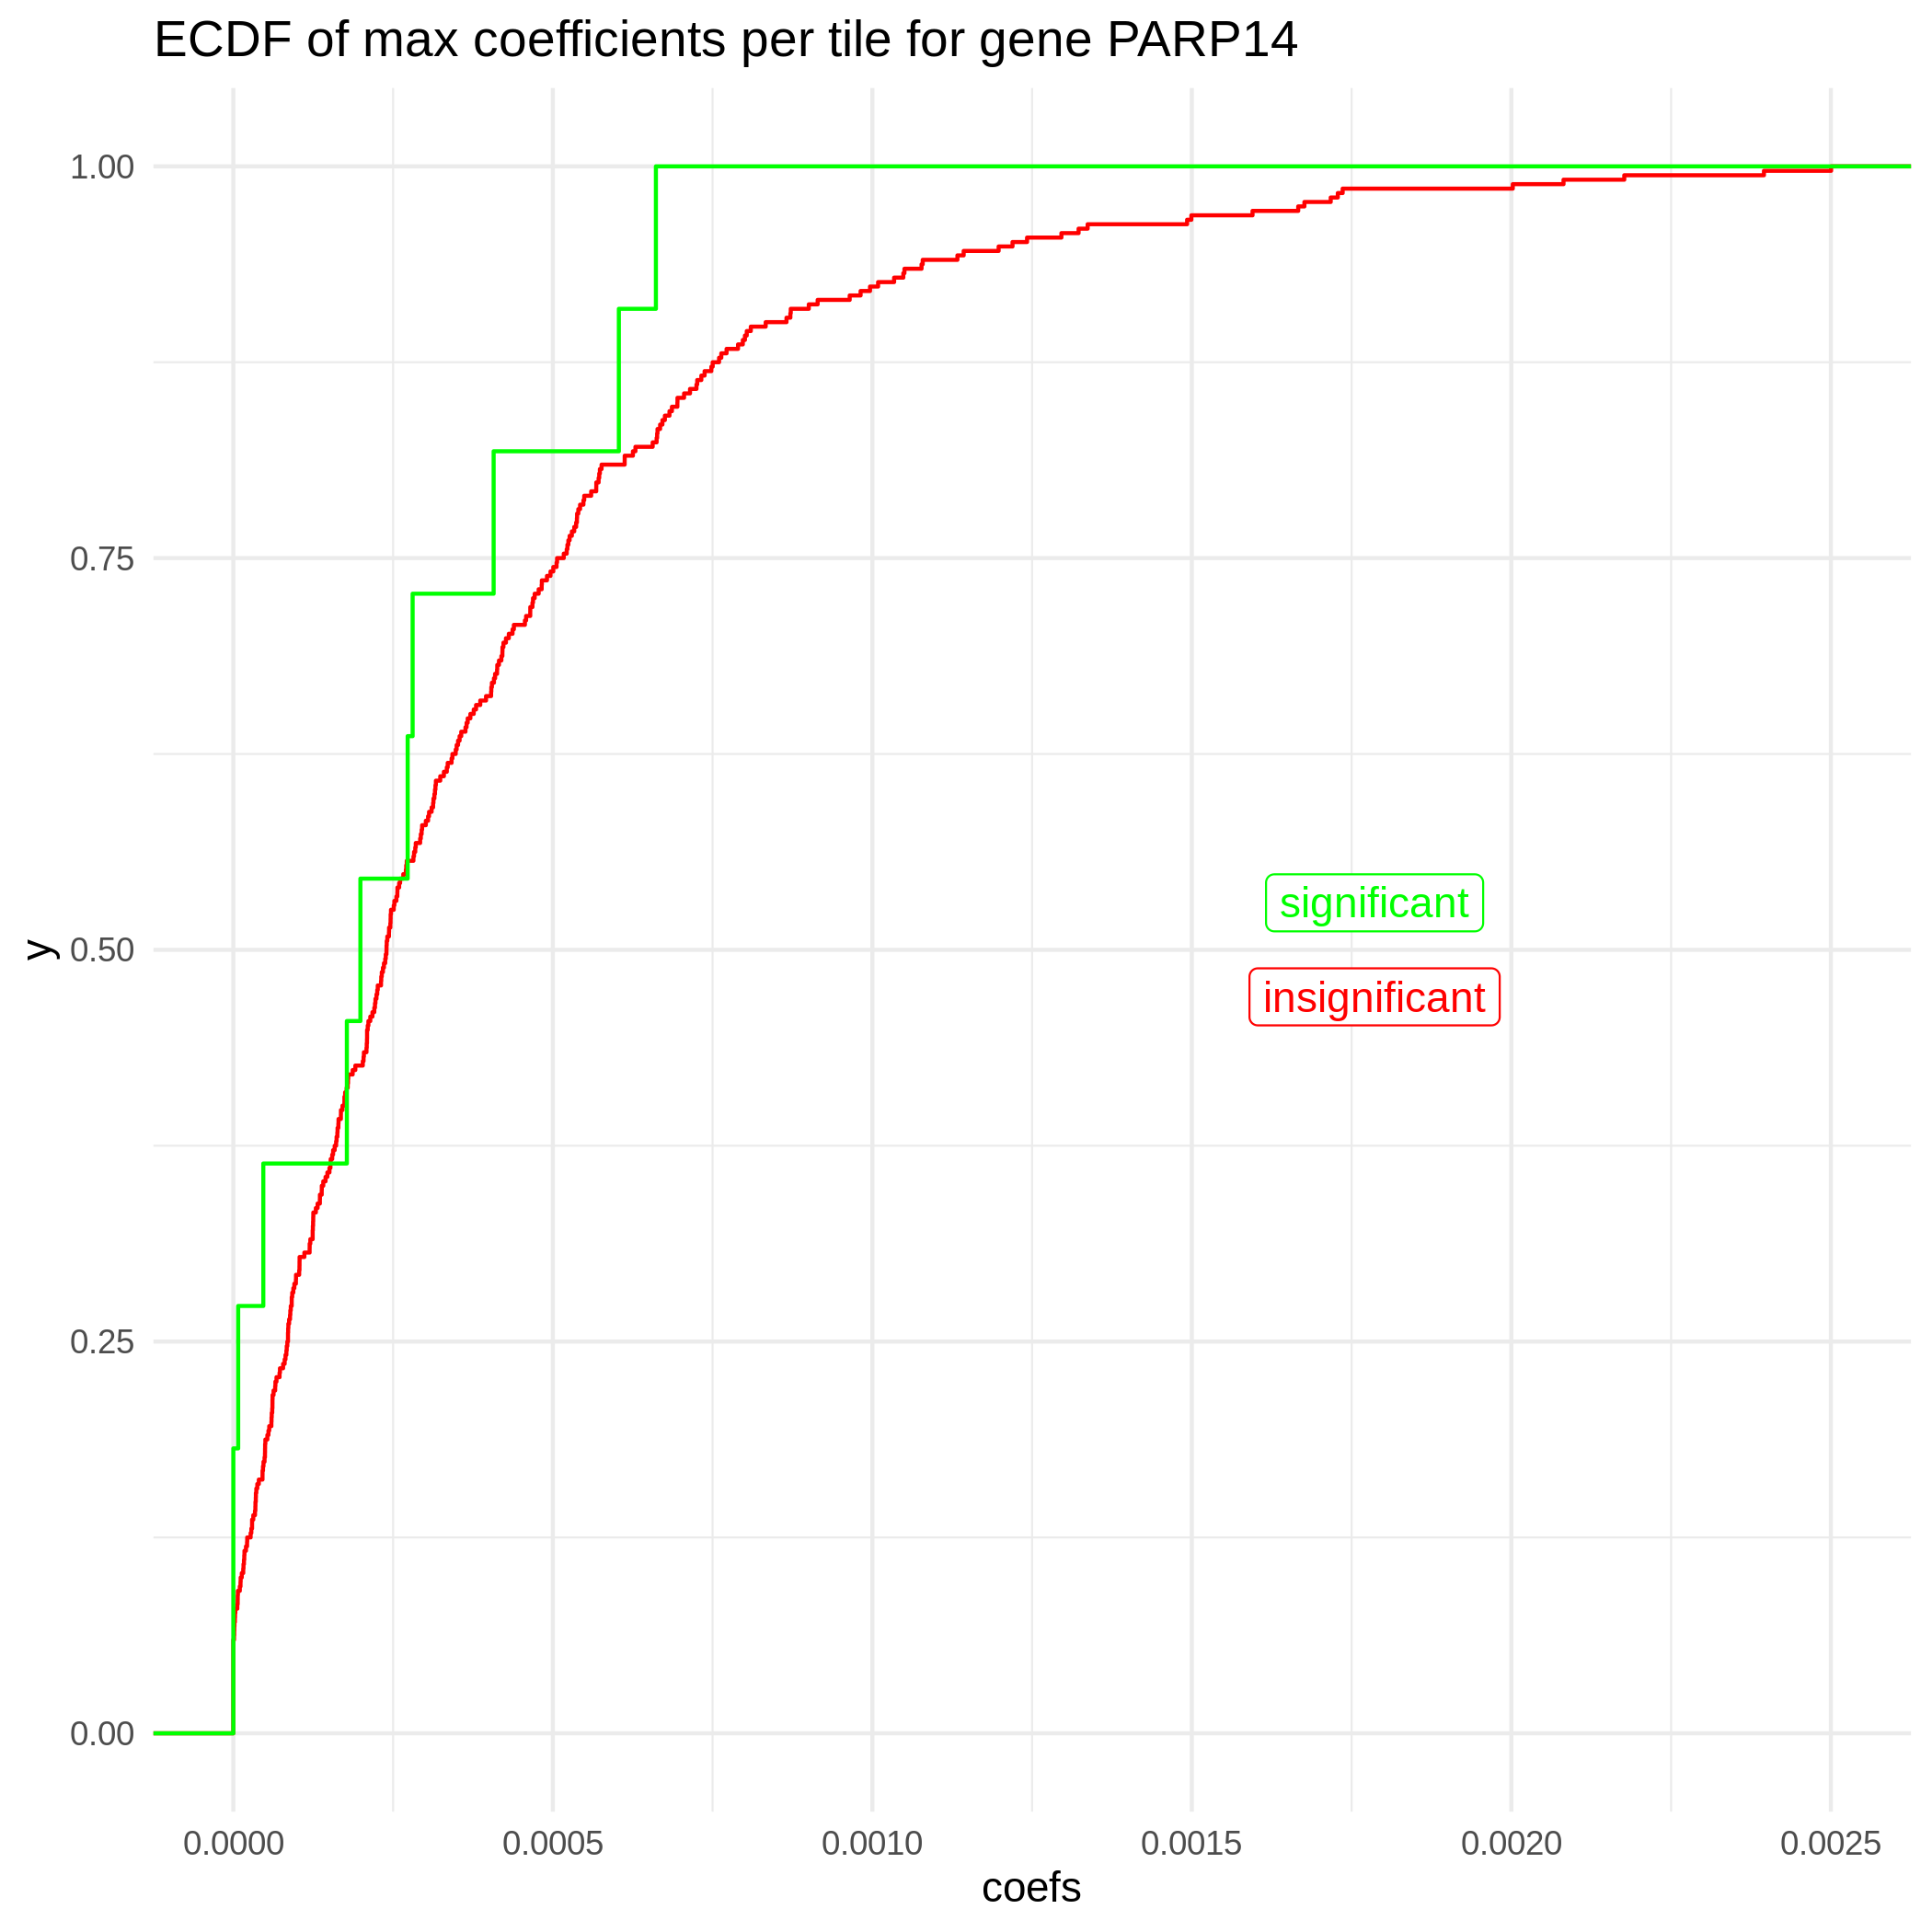 ECDF of max coefficients per tile for gene PARP14
1.00
0.75
0.50
0.25
0.00
y
significant
insignificant
0.0000 0.0005 0.0010 0.0015 0.0020 0.0025
coefs